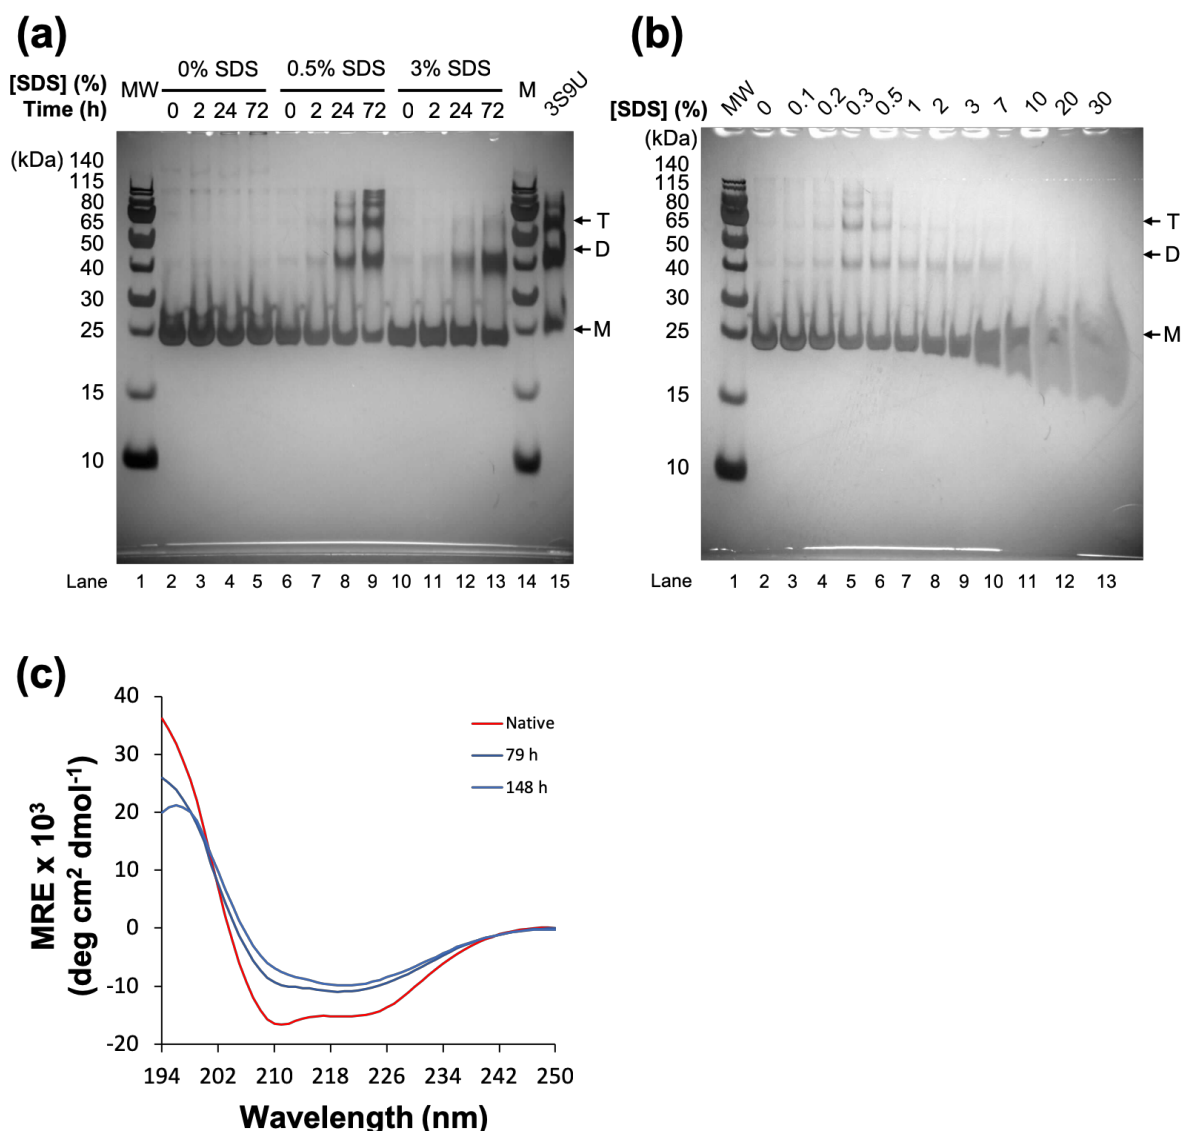 (a)
0% SDS 0.5% SDS 3% SDS
[SDS] (%) MW M 3S9U
Time (h) 0 2 24 72 0 2 24 72 0 2 24 72
(kDa) 140
115
80
65
50
40
30
25
15
10
T
D
M
Lane 1 2 3 4 5 6 7 8 9 10 11 12 13 14 15
(b)
[SDS] (%) MW 0 0.1 0.2 0.3 0.5 1 2 3 7 10 20 30
(kDa)
140
115
80
65
50
40
30
25
15
10
T
D
M
Lane 1 2 3 4 5 6 7 8 9 10 11 12 13
(c)
MRE x 10³
(deg cm² dmol⁻¹)
40
30
20
10
0
-10
-20
Native
79 h
148 h
194 202 210 218 226 234 242 250
Wavelength (nm)